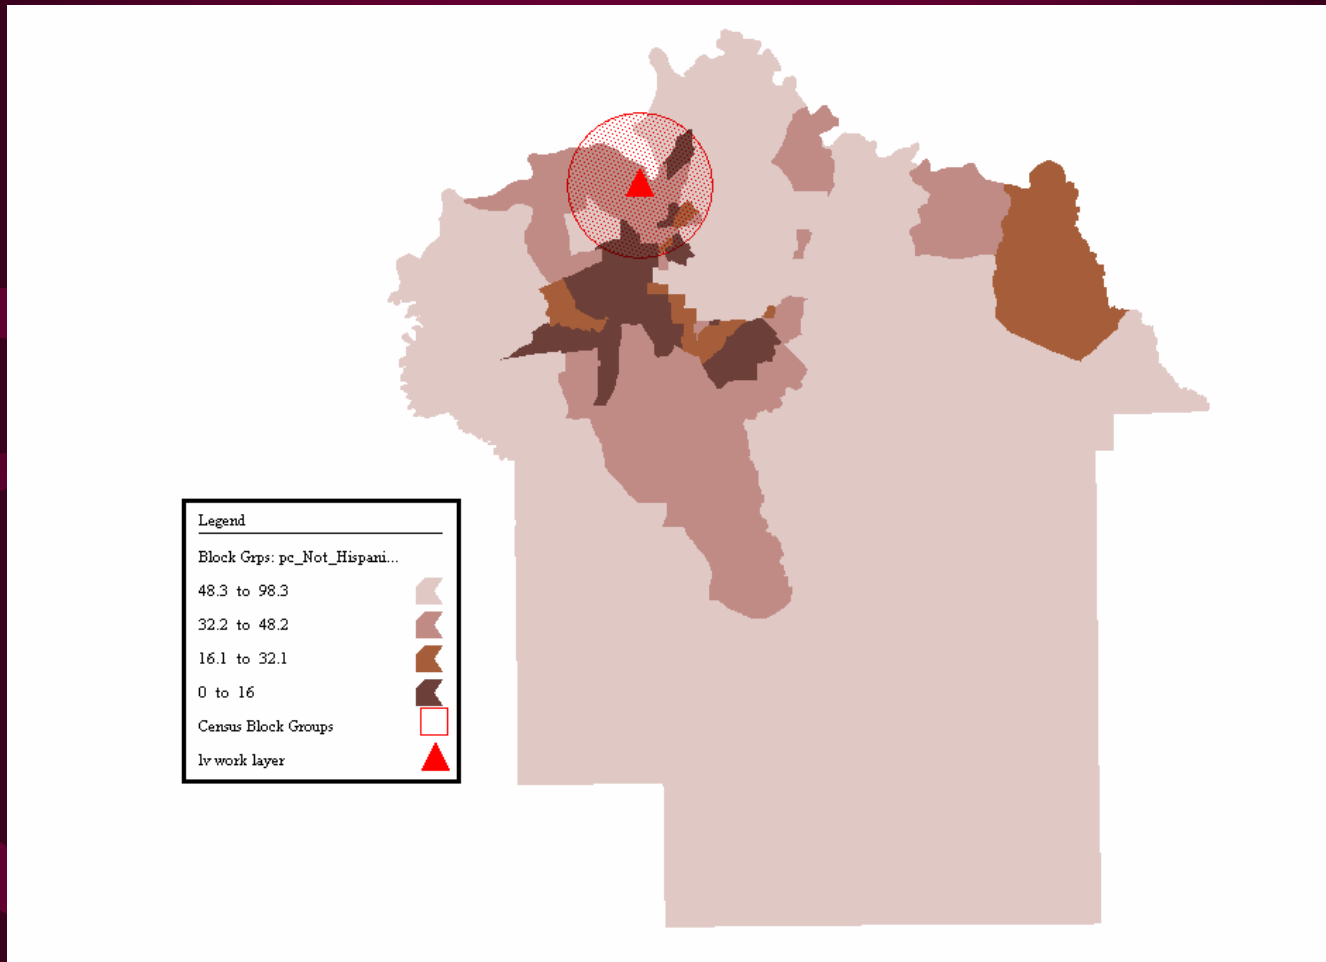 Legend
Block Grps: pc_Not_Hispani...
48.3 to 98.3
32.2 to 48.2
16.1 to 32.1
0 to 16
Census Block Groups
lv work layer